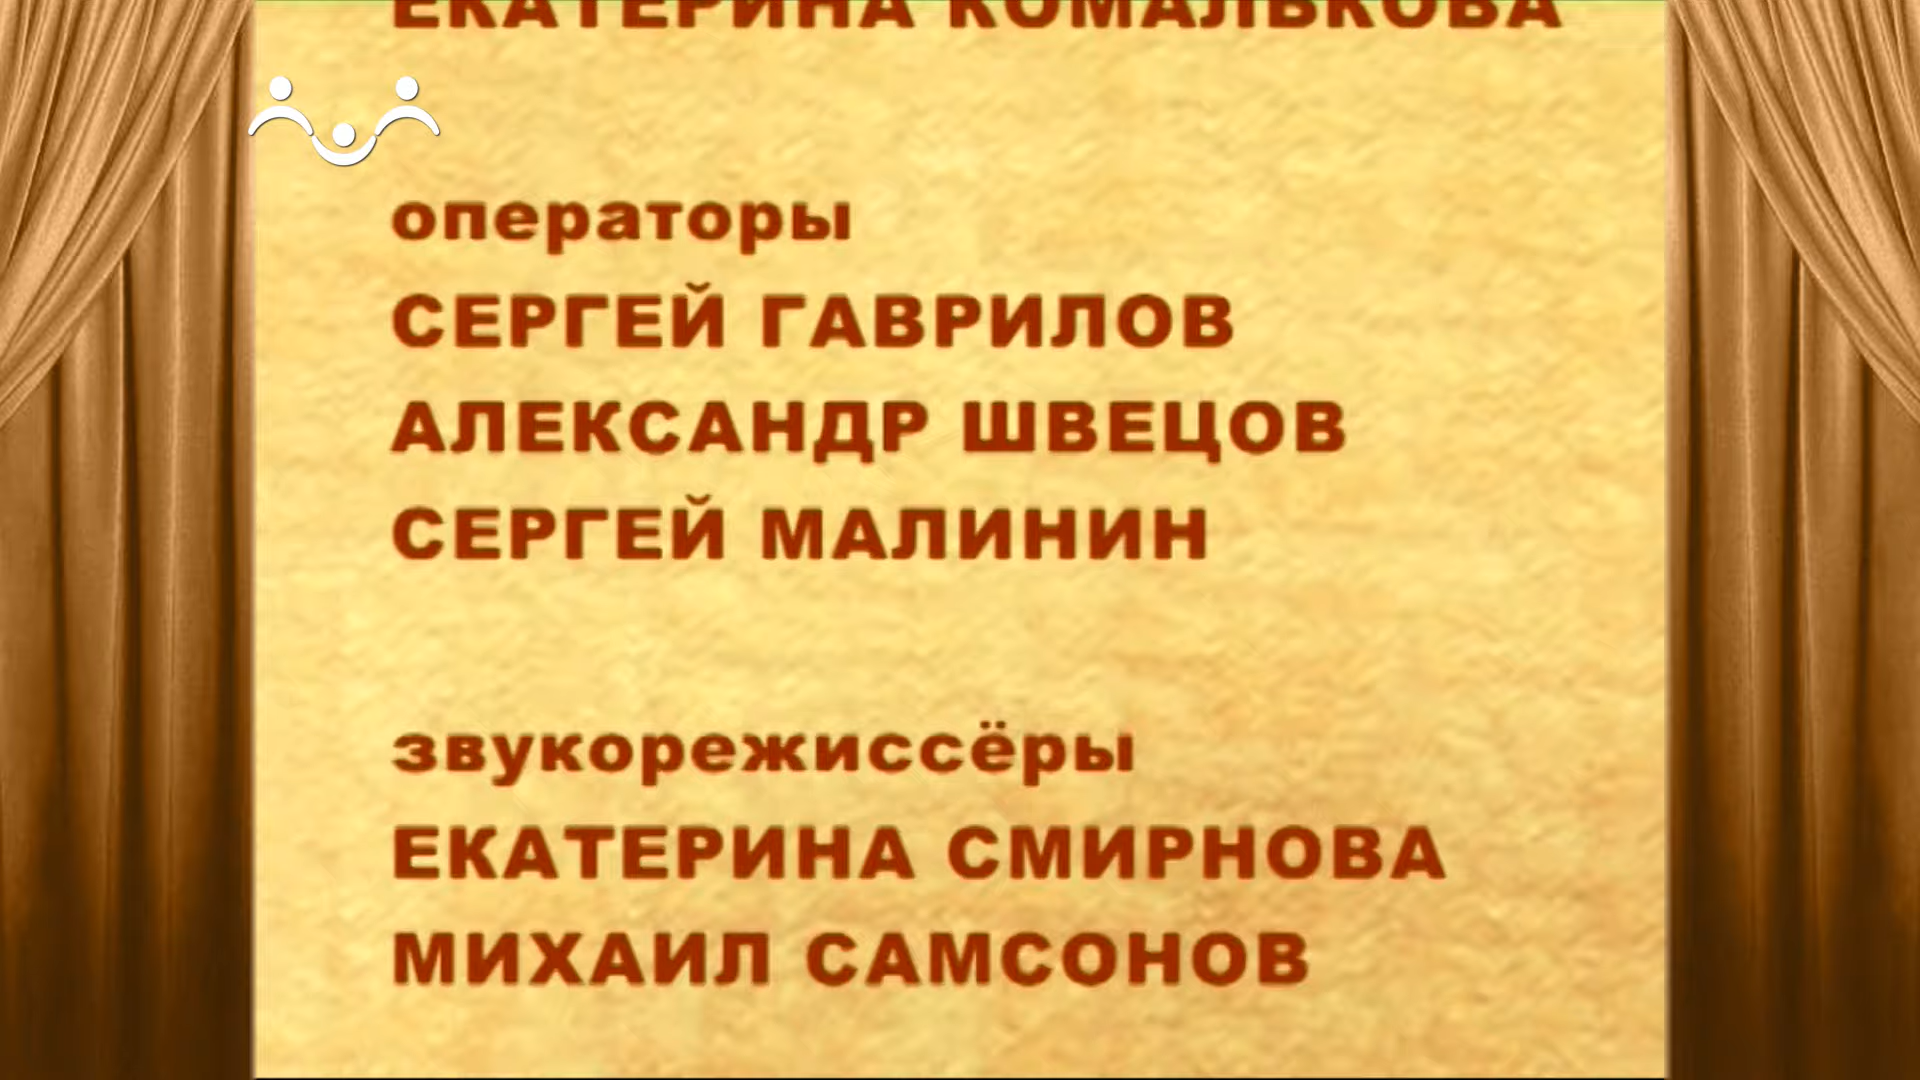 ЕКАТЕРИНА КОМАЛЬКОВА
операторы
СЕРГЕЙ ГАВРИЛОВ
АЛЕКСАНДР ШВЕЦОВ
СЕРГЕЙ МАЛИНИН
звукорежиссёры
ЕКАТЕРИНА СМИРНОВА
МИХАИЛ САМСОНОВ